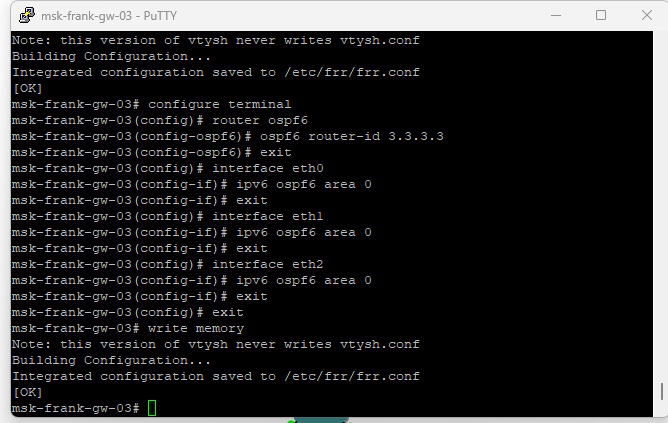 msk-frank-gw-03 - PuTTY
Note: this version of vtysh never writes vtysh.conf
Building Configuration...
Integrated configuration saved to /etc/frr/frr.conf
[OK]
msk-frank-gw-03# configure terminal
msk-frank-gw-03(config)# router ospf6
msk-frank-gw-03(config-ospf6)# ospf6 router-id 3.3.3.3
msk-frank-gw-03(config-ospf6)# exit
msk-frank-gw-03(config)# interface eth0
msk-frank-gw-03(config-if)# ipv6 ospf6 area 0
msk-frank-gw-03(config-if)# exit
msk-frank-gw-03(config)# interface eth1
msk-frank-gw-03(config-if)# ipv6 ospf6 area 0
msk-frank-gw-03(config-if)# exit
msk-frank-gw-03(config)# interface eth2
msk-frank-gw-03(config-if)# ipv6 ospf6 area 0
msk-frank-gw-03(config-if)# exit
msk-frank-gw-03(config)# exit
msk-frank-gw-03# write memory
Note: this version of vtysh never writes vtysh.conf
Building Configuration...
Integrated configuration saved to /etc/frr/frr.conf
[OK]
msk-frank-gw-03#